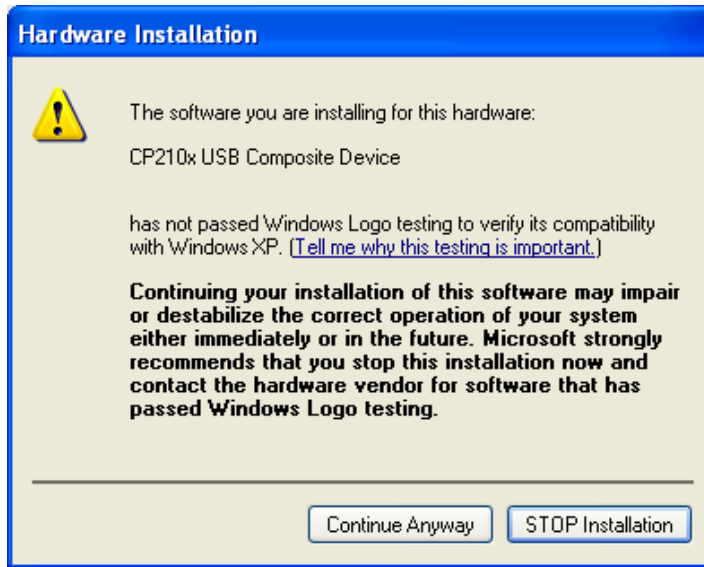 Hardware Installation
The software you are installing for this hardware:
CP210x USB Composite Device
has not passed Windows Logo testing to verify its compatibility
with Windows XP. (Tell me why this testing is important.)
Continuing your installation of this software may impair
or destabilize the correct operation of your system
either immediately or in the future. Microsoft strongly
recommends that you stop this installation now and
contact the hardware vendor for software that has
passed Windows Logo testing.
Continue Anyway
STOP Installation